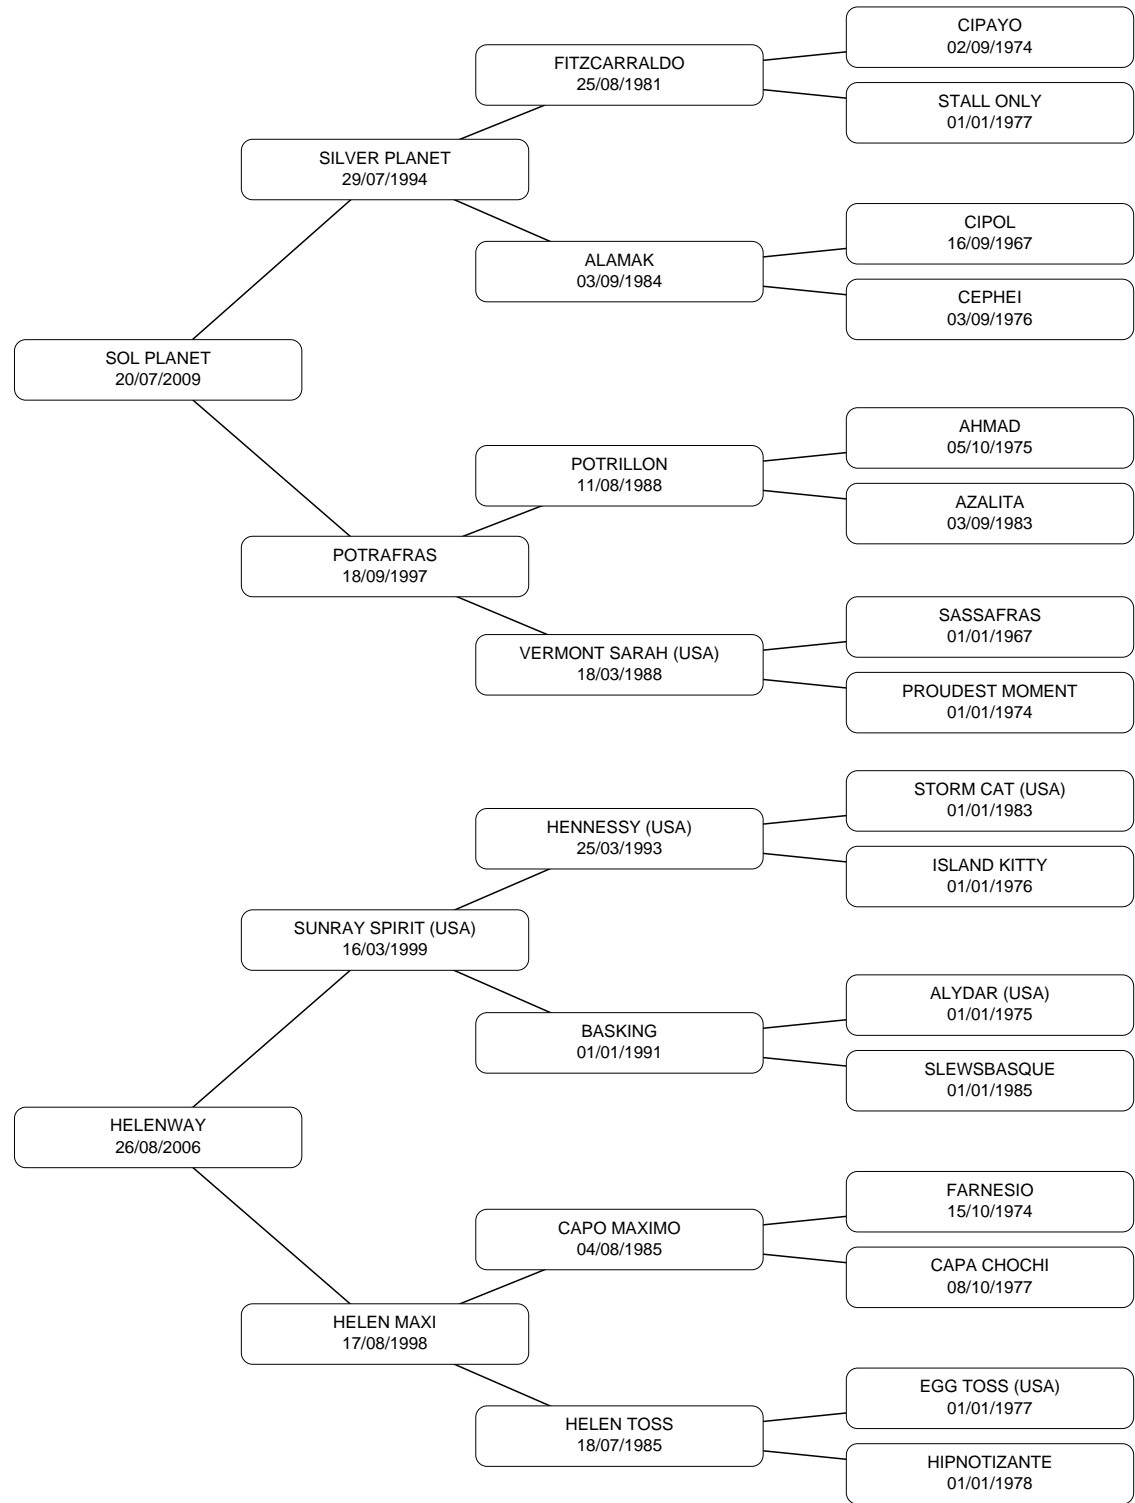 CIPAYO
02/09/1974
FITZCARRALDO
25/08/1981
STALL ONLY
01/01/1977
SILVER PLANET
29/07/1994
CIPOL
16/09/1967
ALAMAK
03/09/1984
CEPHEI
03/09/1976
SOL PLANET
20/07/2009
AHMAD
05/10/1975
POTRILLON
11/08/1988
AZALITA
03/09/1983
POTRAFRAS
18/09/1997
SASSAFRAS
01/01/1967
VERMONT SARAH (USA)
18/03/1988
PROUDEST MOMENT
01/01/1974
STORM CAT (USA)
01/01/1983
HENNESSY (USA)
25/03/1993
ISLAND KITTY
01/01/1976
SUNRAY SPIRIT (USA)
16/03/1999
ALYDAR (USA)
01/01/1975
BASKING
01/01/1991
SLEWSBASQUE
01/01/1985
HELENWAY
26/08/2006
FARNESIO
15/10/1974
CAPO MAXIMO
04/08/1985
CAPA CHOCHI
08/10/1977
HELEN MAXI
17/08/1998
EGG TOSS (USA)
01/01/1977
HELEN TOSS
18/07/1985
HIPNOTIZANTE
01/01/1978